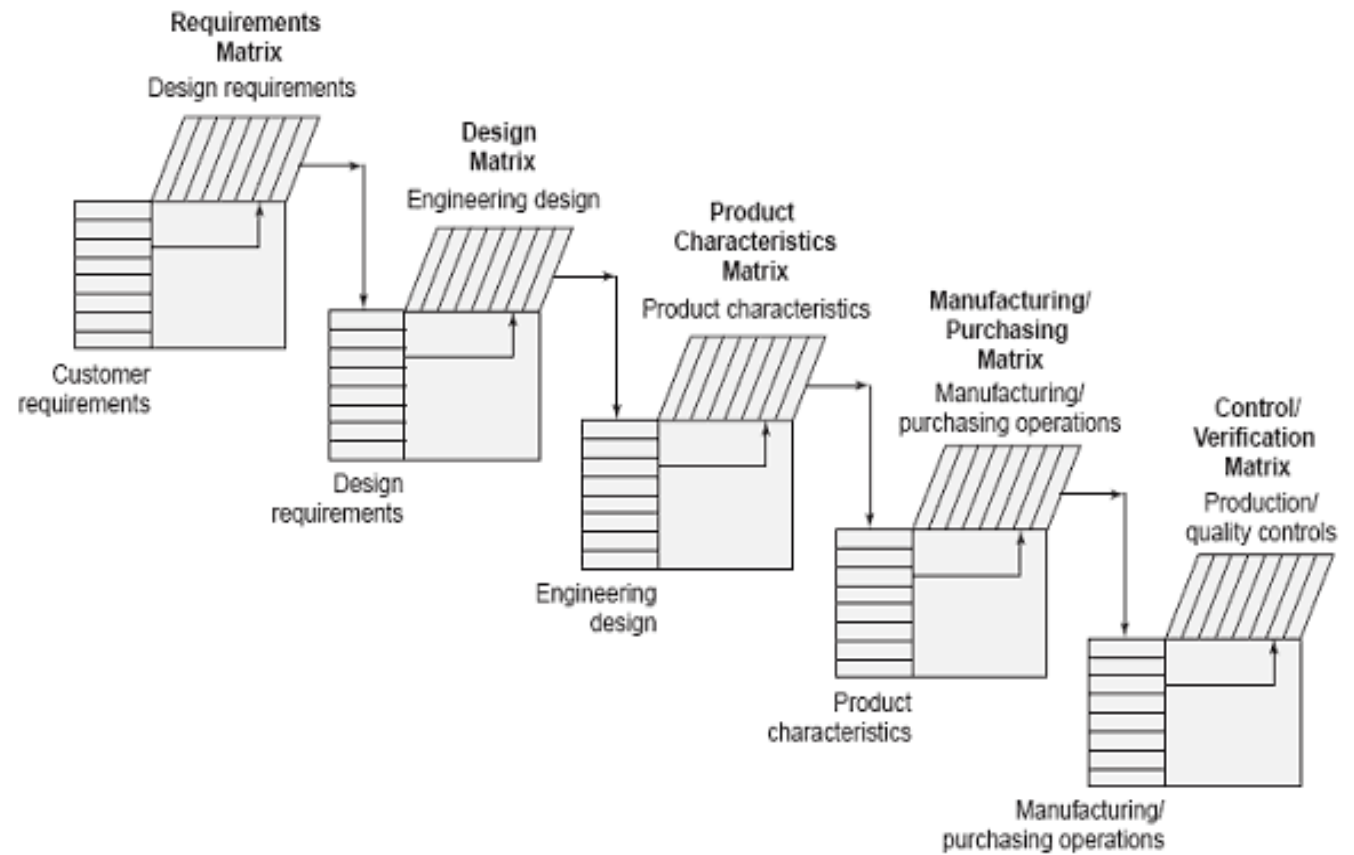 Requirements
Matrix
Design requirements
Customer
requirements
Design
Matrix
Engineering design
Design
requirements
Product
Characteristics
Matrix
Product characteristics
Engineering
design
Manufacturing/
Purchasing
Matrix
Manufacturing/
purchasing operations
Product
characteristics
Control/
Verification
Matrix
Production/
quality controls
Manufacturing/
purchasing operations